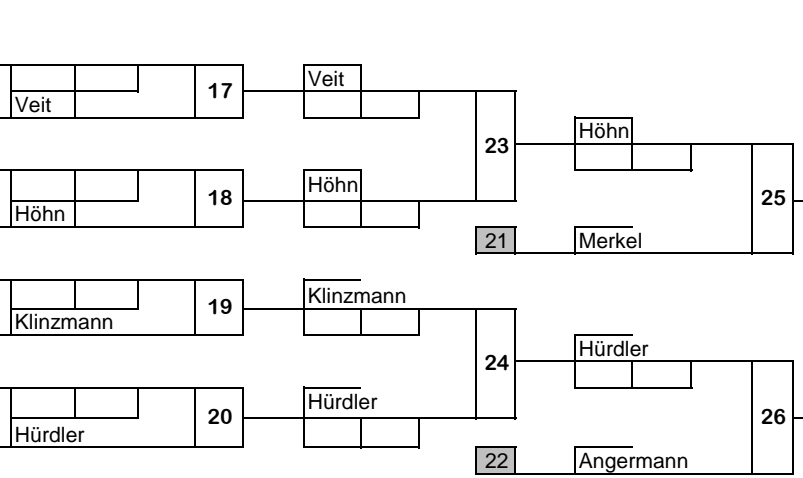 Veit
17
Veit
Höhn
18
Höhn
23
Höhn
21
Merkel
25
Klinzmann
19
Klinzmann
Hürdler
20
Hürdler
24
Hürdler
22
Angermann
26